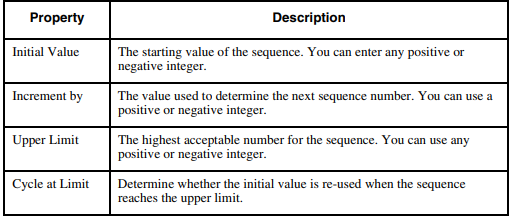 Property Description
Initial Value The starting value of the sequence. You can enter any positive or
negative integer.
Increment by The value used to determine the next sequence number. You can use a
positive or negative integer.
Upper Limit The highest acceptable number for the sequence. You can use any
positive or negative integer.
Cycle at Limit Determine whether the initial value is re-used when the sequence
reaches the upper limit.